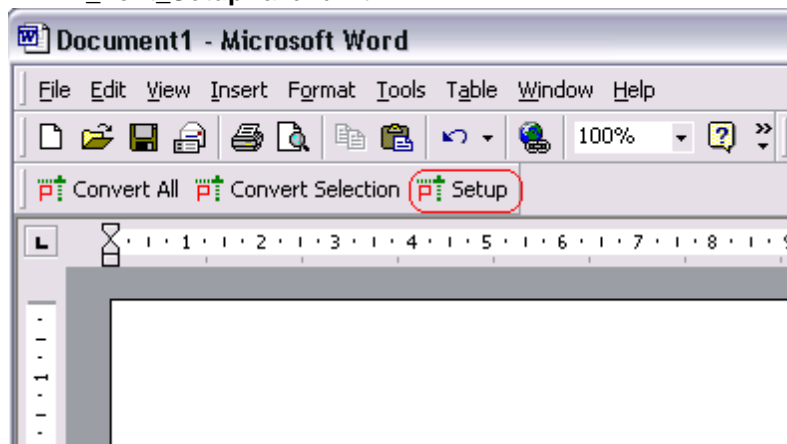 Document1 - Microsoft Word
File Edit View Insert Format Tools Table Window Help
100%
Convert All Convert Selection Setup
L 1 2 3 4 5 6 7 8 9
1